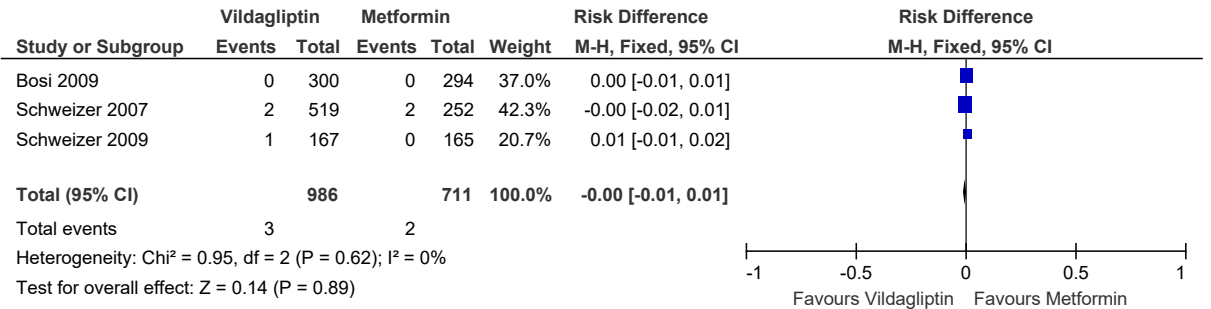 Vildagliptin Metformin Risk Difference Risk Difference
Study or Subgroup Events Total Events Total Weight M-H, Fixed, 95% CI M-H, Fixed, 95% CI
Bosi 2009 0 300 0 294 37.0% 0.00 [-0.01, 0.01]
Schweizer 2007 2 519 2 252 42.3% -0.00 [-0.02, 0.01]
Schweizer 2009 1 167 0 165 20.7% 0.01 [-0.01, 0.02]
Total (95% CI) 986 711 100.0% -0.00 [-0.01, 0.01]
Total events 3 2
Heterogeneity: Chi² = 0.95, df = 2 (P = 0.62); I² = 0%
Test for overall effect: Z = 0.14 (P = 0.89)
-1 -0.5 0 0.5 1
Favours Vildagliptin Favours Metformin